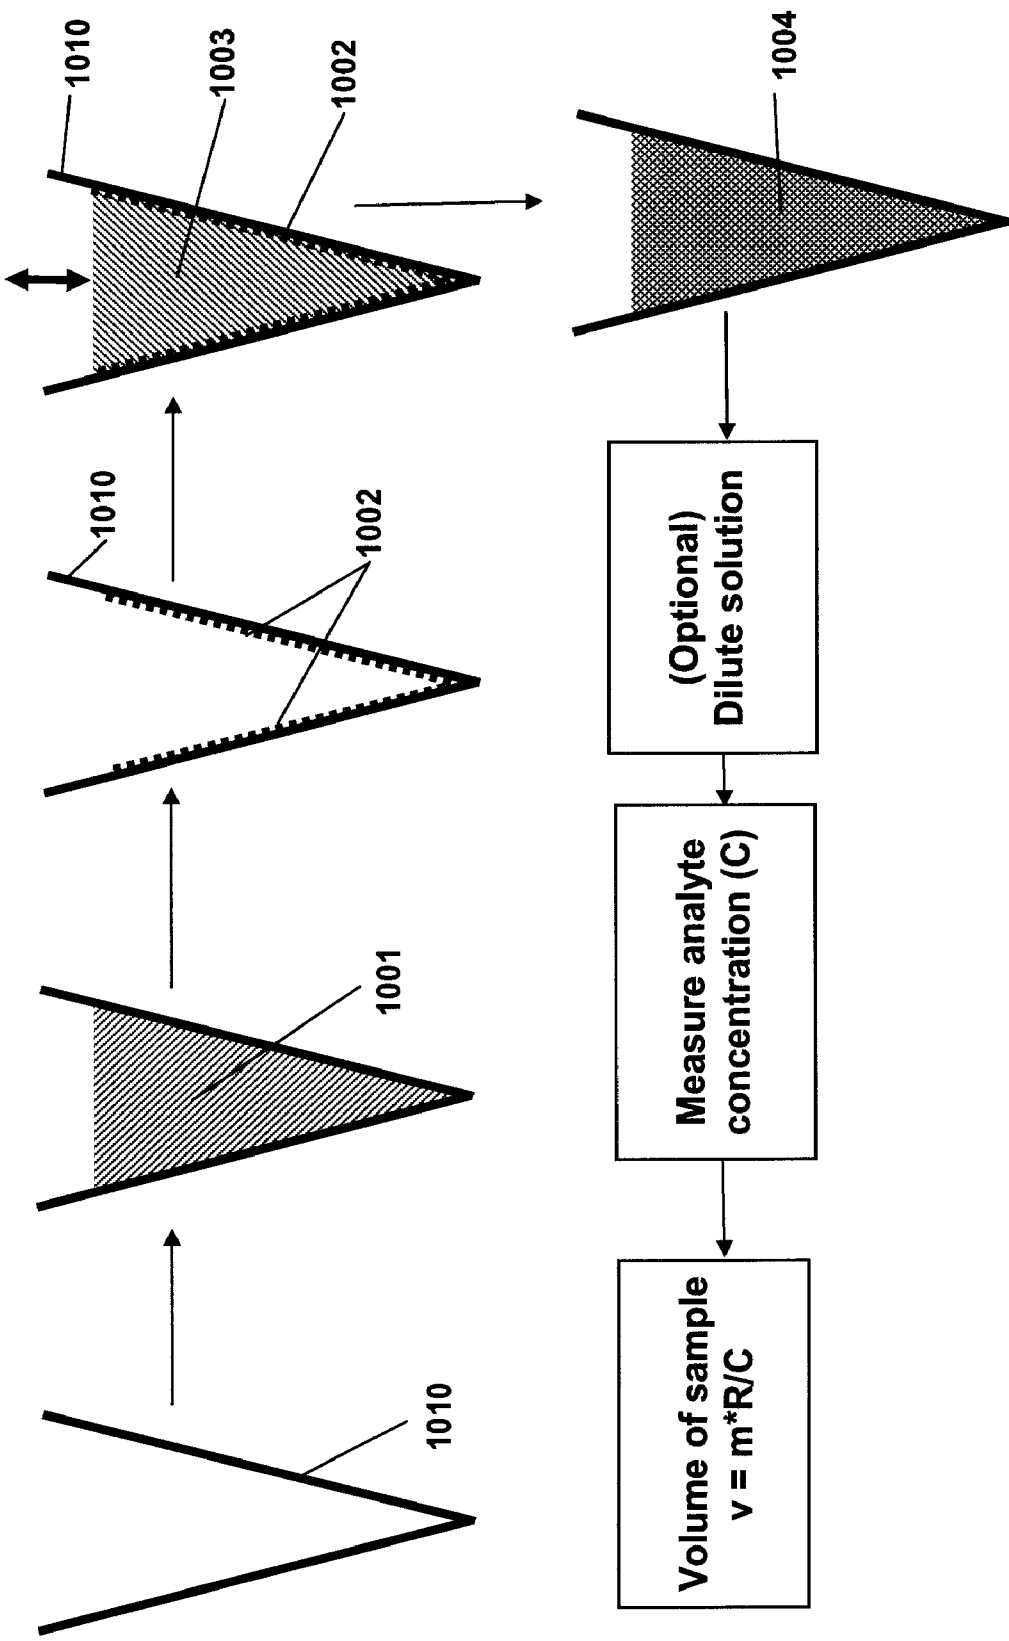 1010
1001
1010
1002
1010
1003
1002
1004
(Optional)
Dilute solution
Measure analyte
concentration (C)
Volume of sample
v = m*R/C